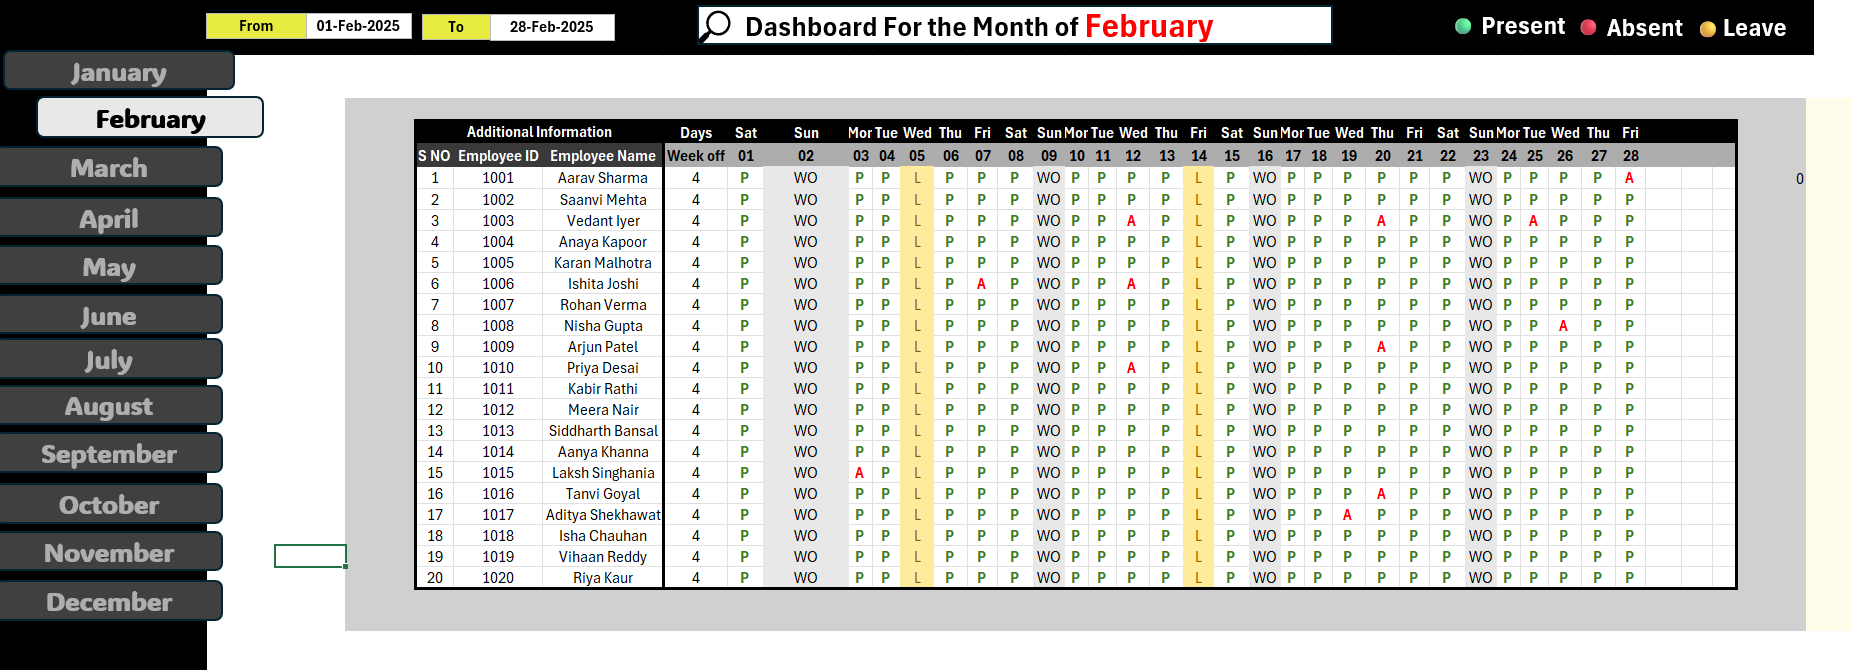 From 01-Feb-2025 To 28-Feb-2025 Dashboard For the Month of February Present Absent Leave
January
February
March
April
May
June
July
August
September
October
November
December
Additional Information Days Sat Sun Mor Tue Wed Thu Fri Sat Sun Mor Tue Wed Thu Fri Sat Sun Mor Tue Wed Thu Fri Sat Sun Mor Tue Wed Thu Fri
S NO Employee ID Employee Name Week off 01 02 03 04 05 06 07 08 09 10 11 12 13 14 15 16 17 18 19 20 21 22 23 24 25 26 27 28
1 1001 Aarav Sharma 4 P WO P P L P P P WO P P P P L P WO P P P P P P WO P P P P A 0
2 1002 Saanvi Mehta 4 P WO P P L P P P WO P P P P L P WO P P P P P P WO P P P P P
3 1003 Vedant Iyer 4 P WO P P L P P P WO P P A P L P WO P P P A P P WO P A P P P
4 1004 Anaya Kapoor 4 P WO P P L P P P WO P P P P L P WO P P P P P P WO P P P P P
5 1005 Karan Malhotra 4 P WO P P L P P P WO P P P P L P WO P P P P P P WO P P P P P
6 1006 Ishita Joshi 4 P WO P P L P A P WO P P A P L P WO P P P P P P WO P P P P P
7 1007 Rohan Verma 4 P WO P P L P P P WO P P P P L P WO P P P P P P WO P P P P P
8 1008 Nisha Gupta 4 P WO P P L P P P WO P P P P L P WO P P P P P P WO P P A P P
9 1009 Arjun Patel 4 P WO P P L P P P WO P P P P L P WO P P P A P P WO P P P P P
10 1010 Priya Desai 4 P WO P P L P P P WO P P A P L P WO P P P P P P WO P P P P P
11 1011 Kabir Rathi 4 P WO P P L P P P WO P P P P L P WO P P P P P P WO P P P P P
12 1012 Meera Nair 4 P WO P P L P P P WO P P P P L P WO P P P P P P WO P P P P P
13 1013 Siddharth Bansal 4 P WO P P L P P P WO P P P P L P WO P P P P P P WO P P P P P
14 1014 Aanya Khanna 4 P WO P P L P P P WO P P P P L P WO P P P P P P WO P P P P P
15 1015 Laksh Singhania 4 P WO A P L P P P WO P P P P L P WO P P P P P P WO P P P P P
16 1016 Tanvi Goyal 4 P WO P P L P P P WO P P P P L P WO P P P A P P WO P P P P P
17 1017 Aditya Shekhawat 4 P WO P P L P P P WO P P P P L P WO P P A P P P WO P P P P P
18 1018 Isha Chauhan 4 P WO P P L P P P WO P P P P L P WO P P P P P P WO P P P P P
19 1019 Vihaan Reddy 4 P WO P P L P P P WO P P P P L P WO P P P P P P WO P P P P P
20 1020 Riya Kaur 4 P WO P P L P P P WO P P P P L P WO P P P P P P WO P P P P P